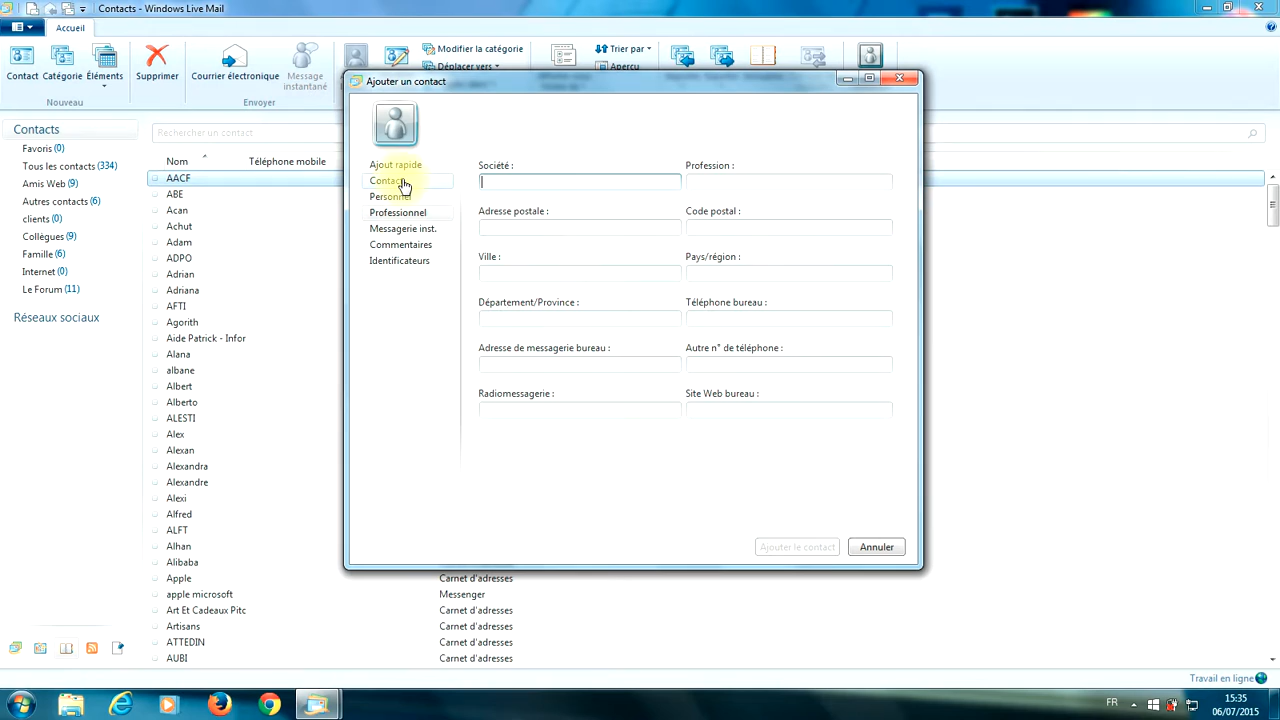 Contacts - Windows Live Mail
Accueil
Contact
Catégorie
Éléments
Nouveau
Supprimer
Courrier électronique
Message instantané
Envoyer
Modifier la catégorie
Déplacer vers
Trier par
Aperçu
Contacts
Favoris (0)
Tous les contacts (334)
Amis Web (9)
Autres contacts (6)
clients (0)
Collègues (9)
Famille (6)
Internet (0)
Le Forum (11)
Réseaux sociaux
Rechercher un contact
Nom Téléphone mobile
AACF
ABE
Acan
Achut
Adam
ADPO
Adrian
Adriana
AFTI
Agorith
Aide Patrick - Infor
Alana
albane
Albert
Alberto
ALESTI
Alex
Alexan
Alexandra
Alexandre
Alexi
Alfred
ALFT
Alhan
Alibaba
Apple Carnet d'adresses
apple microsoft Messenger
Art Et Cadeaux Pitc Carnet d'adresses
Artisans Carnet d'adresses
ATTEDIN Carnet d'adresses
AUBI Carnet d'adresses
Ajouter un contact
Ajout rapide
Contact
Personnel
Professionnel
Messagerie inst.
Commentaires
Identificateurs
Société : Profession :
Adresse postale : Code postal :
Ville : Pays/région :
Département/Province : Téléphone bureau :
Adresse de messagerie bureau : Autre n° de téléphone :
Radiomessagerie : Site Web bureau :
Ajouter le contact Annuler
Travail en ligne
FR
15:35
06/07/2015